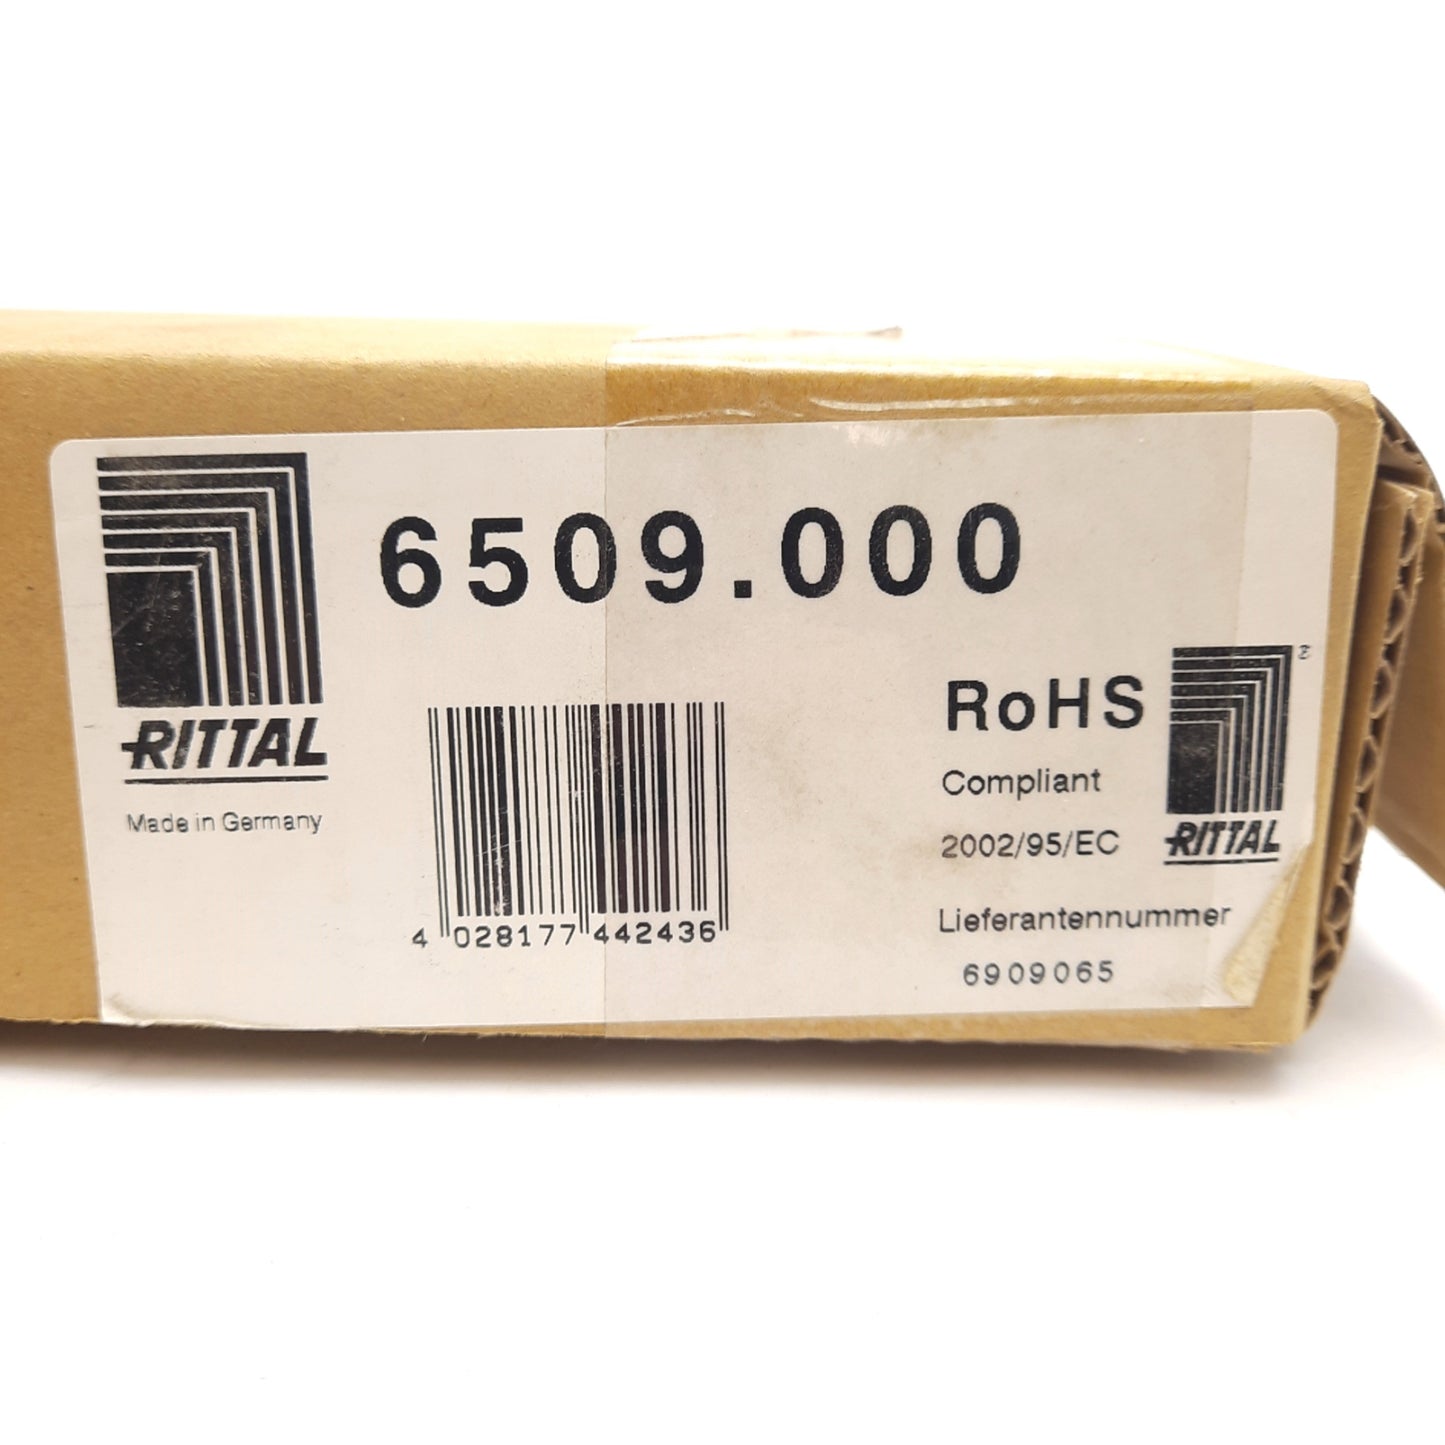 6509.000
RITTAL
Made in Germany
4 028177 442436
RoHS
Compliant
2002/95/EC
Lieferantennummer
6909065
®
RITTAL